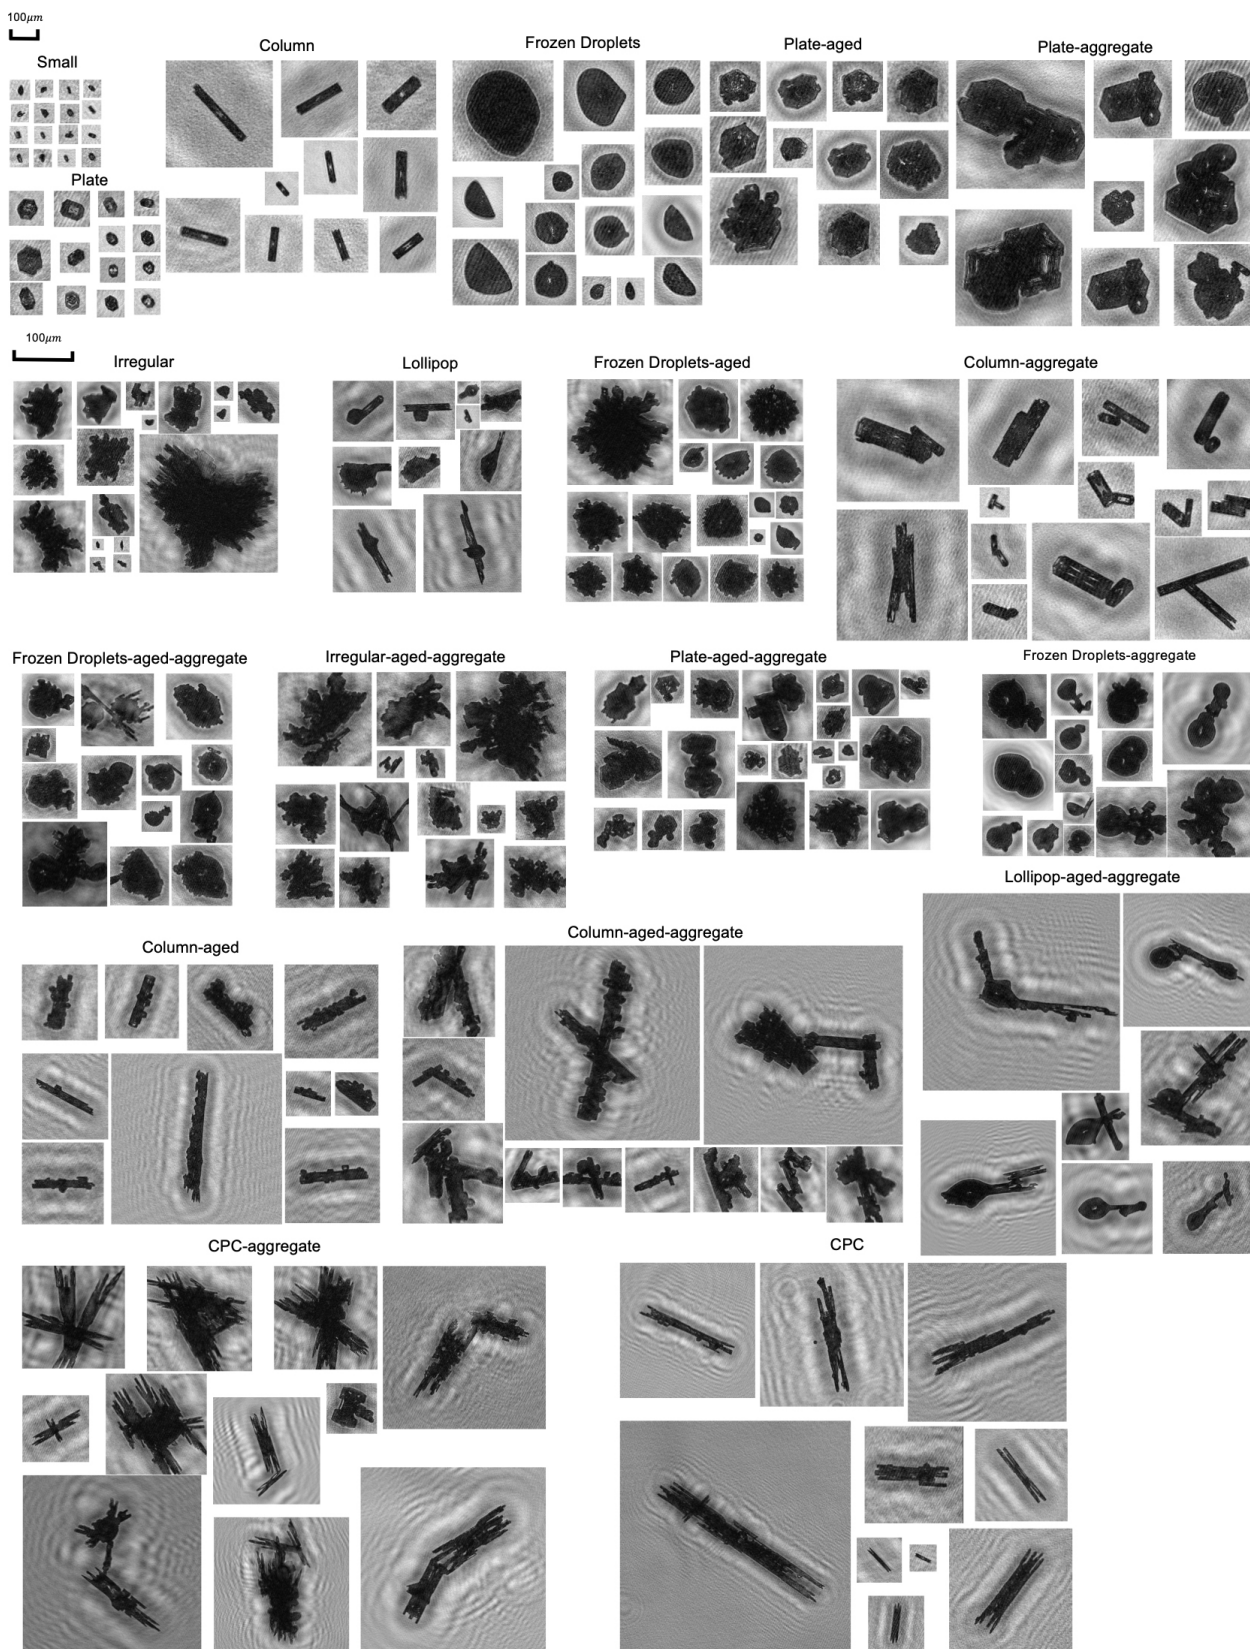 100μm
Small
Column
Frozen Droplets
Plate-aged
Plate-aggregate
Plate
100μm
Irregular
Lollipop
Frozen Droplets-aged
Column-aggregate
Frozen Droplets-aged-aggregate
Irregular-aged-aggregate
Plate-aged-aggregate
Frozen Droplets-aggregate
Lollipop-aged-aggregate
Column-aged
Column-aged-aggregate
CPC-aggregate
CPC